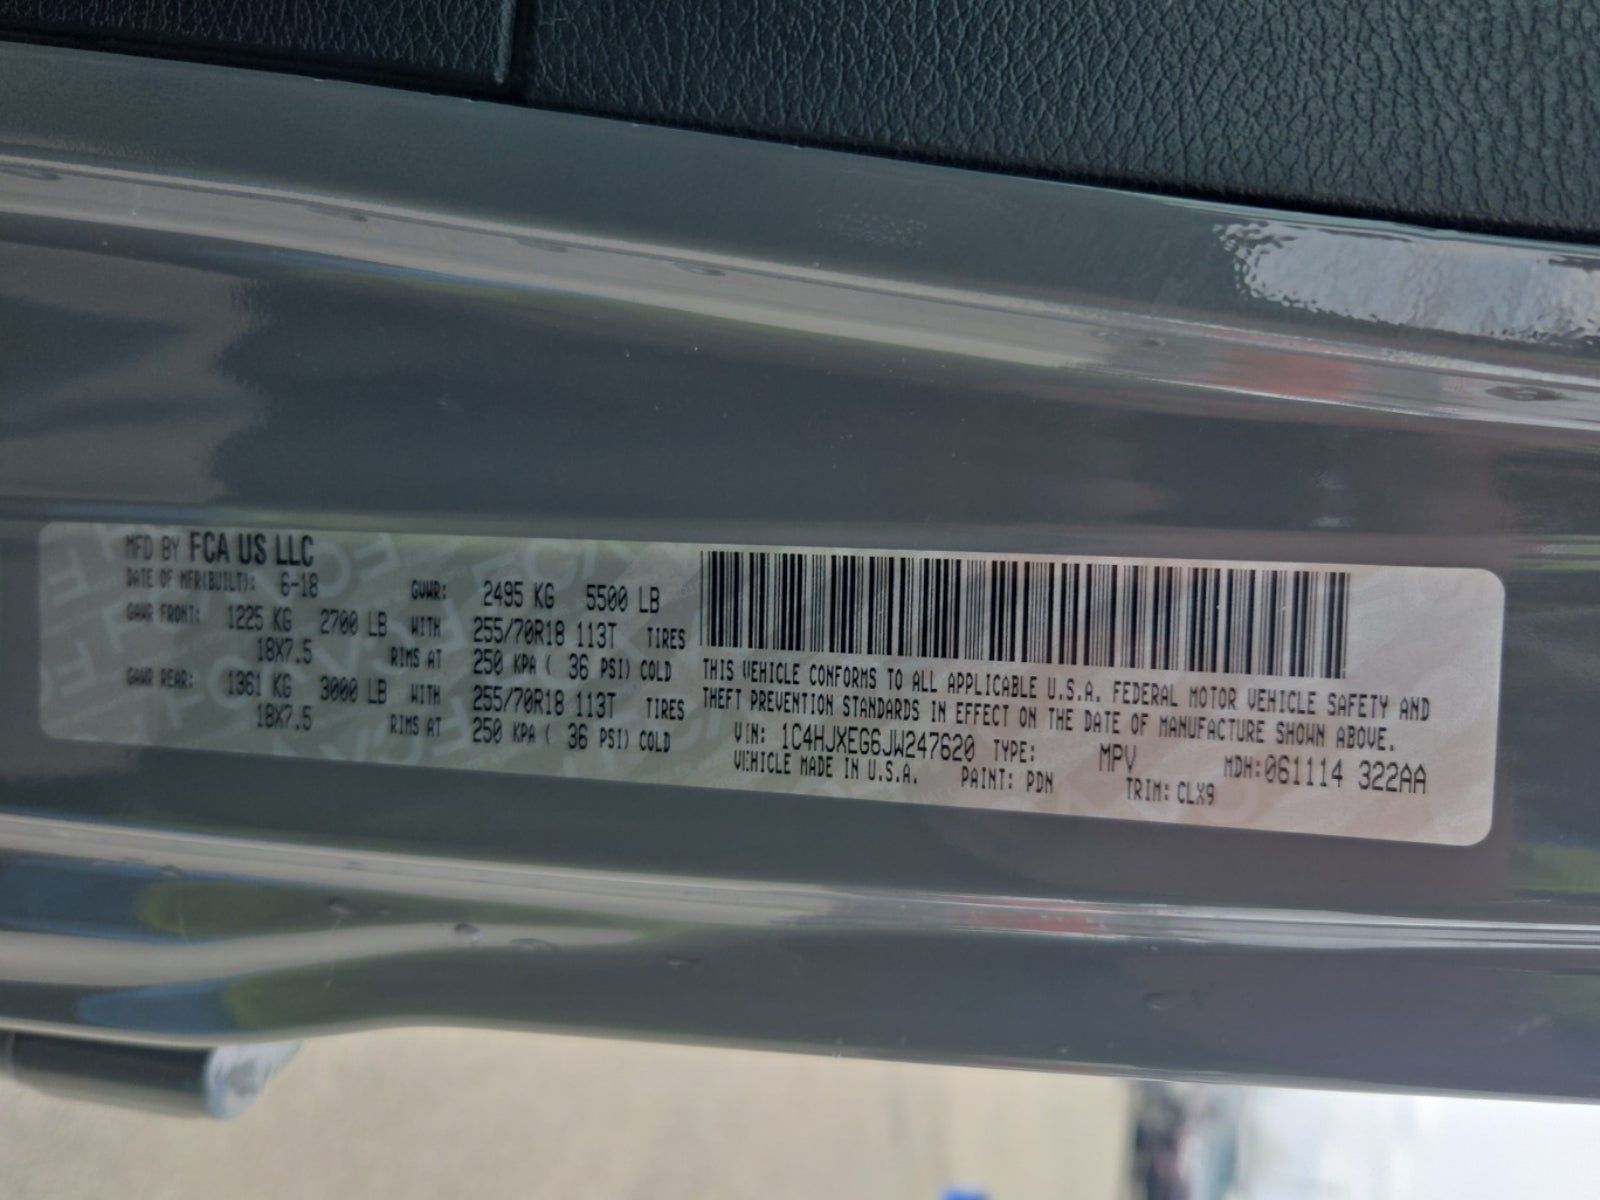 MFD BY FCA US LLC
DATE OF MFR(BUILT): 6-18 GVWR: 2495 KG 5500 LB
GAWR FRONT: 1225 KG 2700 LB WITH 255/70R18 113T TIRES
18X7.5 RIMS AT 250 KPA ( 36 PSI) COLD
GAWR REAR: 1361 KG 3000 LB WITH 255/70R18 113T TIRES
18X7.5 RIMS AT 250 KPA ( 36 PSI) COLD
THIS VEHICLE CONFORMS TO ALL APPLICABLE U.S.A. FEDERAL MOTOR VEHICLE SAFETY AND
THEFT PREVENTION STANDARDS IN EFFECT ON THE DATE OF MANUFACTURE SHOWN ABOVE.
VIN: 1C4HJXEG6JW247620 TYPE: MPV MDH:061114 322AA
VEHICLE MADE IN U.S.A. PAINT: PDN TRIM: CLX9